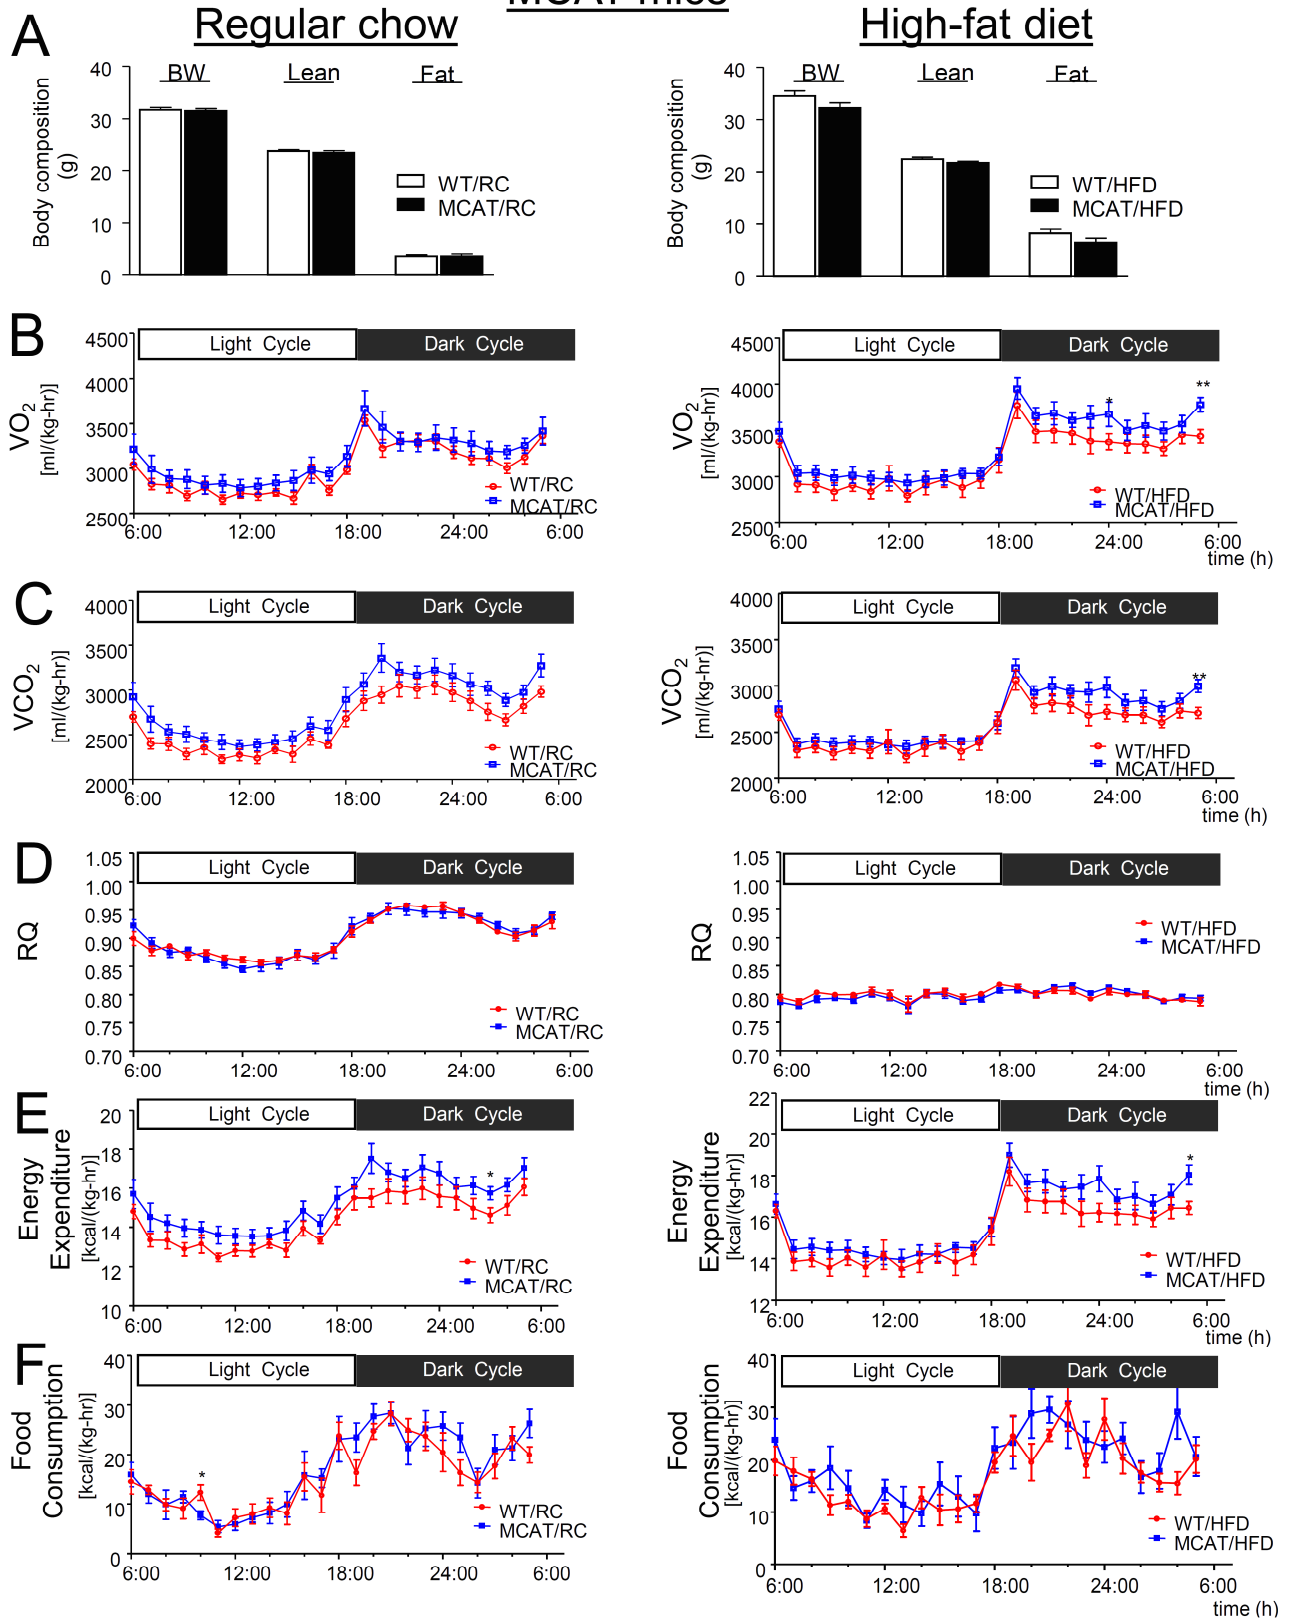 MCAT mice
Regular chow
High-fat diet
A
Body composition
(g)
40
30
20
10
0
BW
Lean
Fat
WT/RC
MCAT/RC
Body composition
(g)
40
30
20
10
0
BW
Lean
Fat
WT/HFD
MCAT/HFD
B
VO2
[ml/(kg-hr)]
4500
4000
3500
3000
2500
Light Cycle
Dark Cycle
WT/RC
MCAT/RC
6:00
12:00
18:00
24:00
6:00
VO2
[ml/(kg-hr)]
4500
4000
3500
3000
2500
Light Cycle
Dark Cycle
*
**
WT/HFD
MCAT/HFD
6:00
12:00
18:00
24:00
6:00
time (h)
C
VCO2
[ml/(kg-hr)]
4000
3500
3000
2500
2000
Light Cycle
Dark Cycle
WT/RC
MCAT/RC
6:00
12:00
18:00
24:00
6:00
VCO2
[ml/(kg-hr)]
4000
3500
3000
2500
2000
Light Cycle
Dark Cycle
**
WT/HFD
MCAT/HFD
6:00
12:00
18:00
24:00
6:00
time (h)
D
RQ
1.05
1.00
0.95
0.90
0.85
0.80
0.75
0.70
Light Cycle
Dark Cycle
WT/RC
MCAT/RC
6:00
12:00
18:00
24:00
6:00
RQ
1.05
1.00
0.95
0.90
0.85
0.80
0.75
0.70
Light Cycle
Dark Cycle
WT/HFD
MCAT/HFD
6:00
12:00
18:00
24:00
6:00
time (h)
E
Energy
Expenditure
[kcal/(kg-hr)]
20
18
16
14
12
10
Light Cycle
Dark Cycle
*
WT/RC
MCAT/RC
6:00
12:00
18:00
24:00
6:00
Energy
Expenditure
[kcal/(kg-hr)]
22
20
18
16
14
12
Light Cycle
Dark Cycle
*
WT/HFD
MCAT/HFD
6:00
12:00
18:00
24:00
6:00
time (h)
F
Food
Consumption
[kcal/(kg-hr)]
40
30
20
10
0
Light Cycle
Dark Cycle
*
WT/RC
MCAT/RC
6:00
12:00
18:00
24:00
6:00
Food
Consumption
[kcal/(kg-hr)]
40
30
20
10
0
Light Cycle
Dark Cycle
WT/HFD
MCAT/HFD
6:00
12:00
18:00
24:00
6:00
time (h)